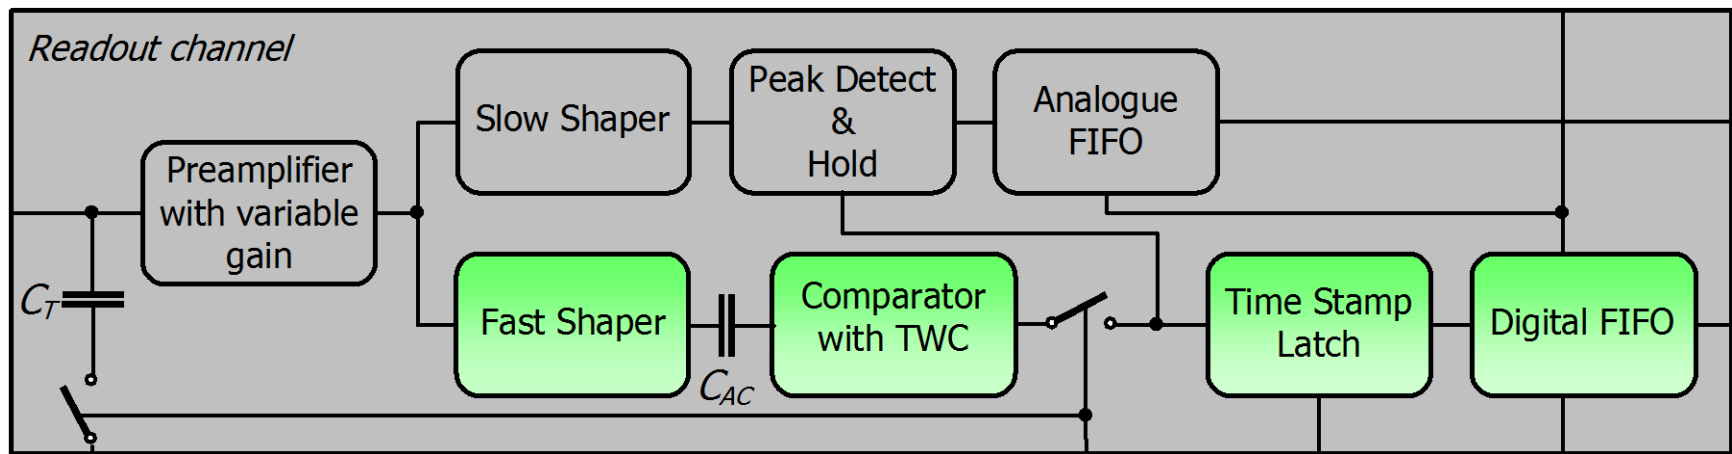 Readout channel
Slow Shaper
Peak Detect
&
Hold
Analogue
FIFO
Preamplifier
with variable
gain
C_T
Fast Shaper
C_AC
Comparator
with TWC
Time Stamp
Latch
Digital FIFO